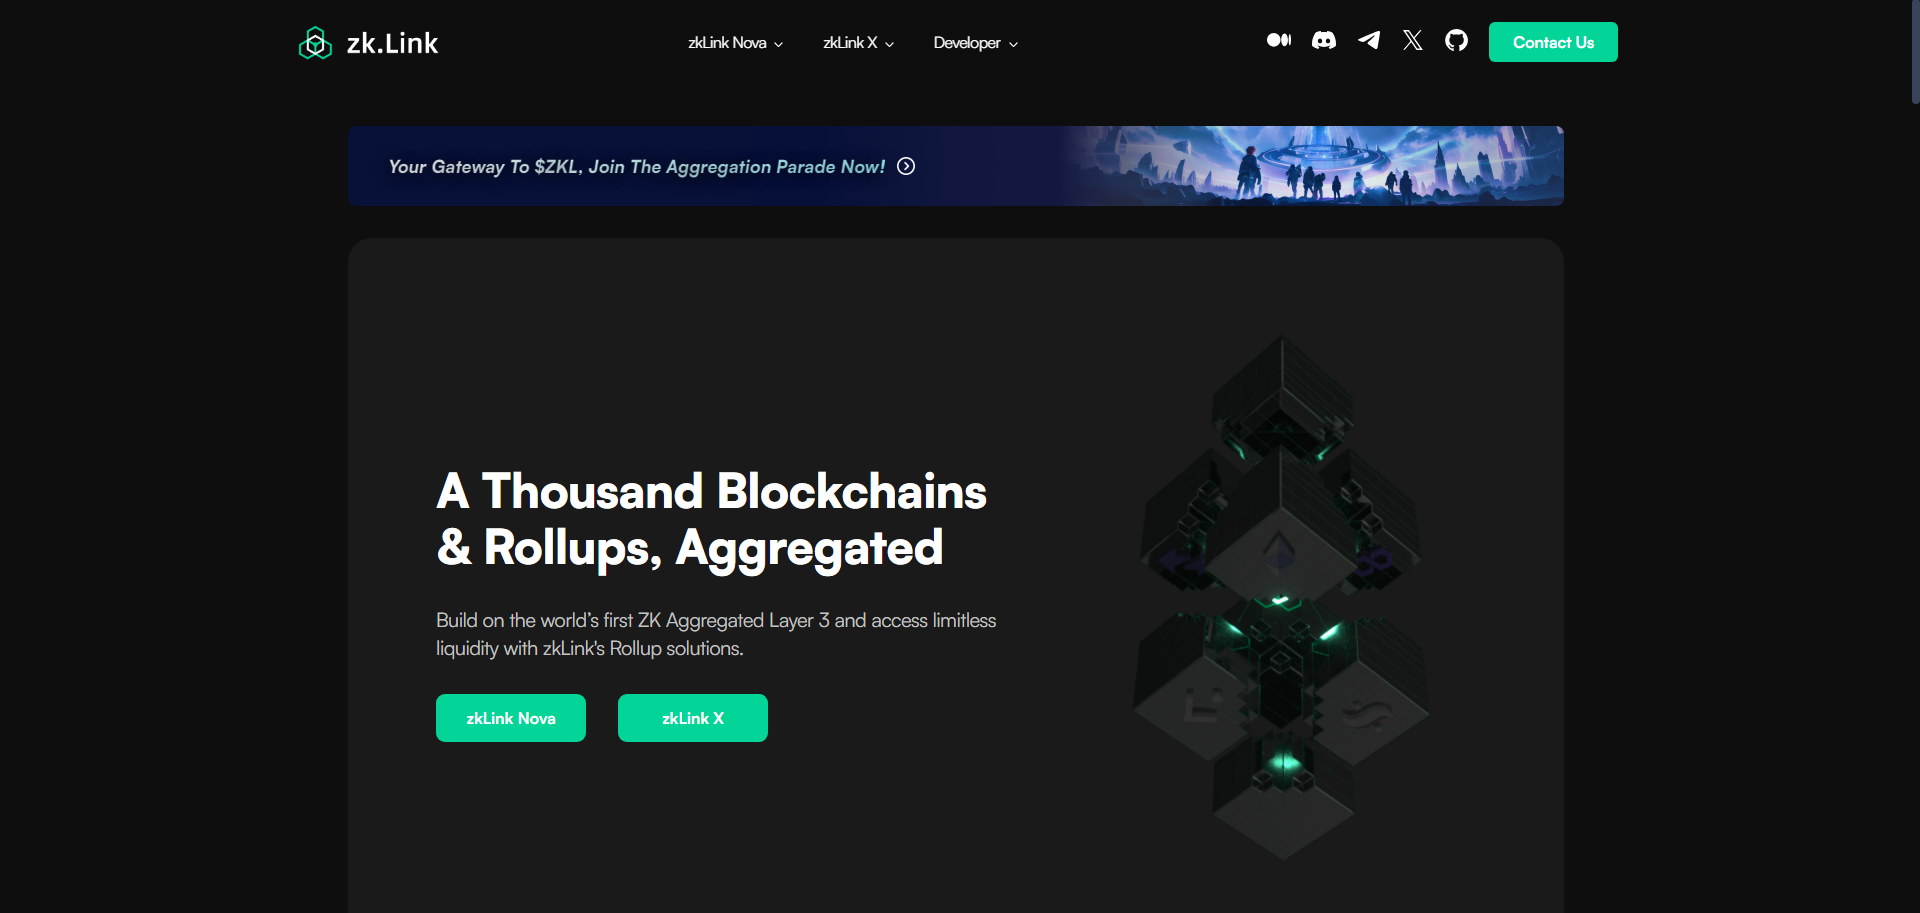 zk.Link
zkLink Nova
zkLink X
Developer
Contact Us
Your Gateway To $ZKL, Join The Aggregation Parade Now!
A Thousand Blockchains
& Rollups, Aggregated
Build on the world’s first ZK Aggregated Layer 3 and access limitless
liquidity with zkLink's Rollup solutions.
zkLink Nova
zkLink X